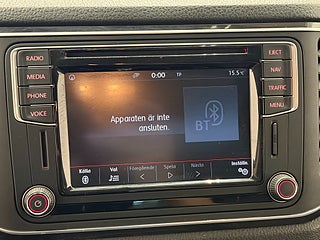 RADIO
MEDIA
PHONE
VOICE
EJECT
NAV
TRAFFIC
MENU
0:00
TP
15.5°C
Apparaten är inte
ansluten.
BT
Källa
Val
Föregående
Spela
Nästa
Inställn.